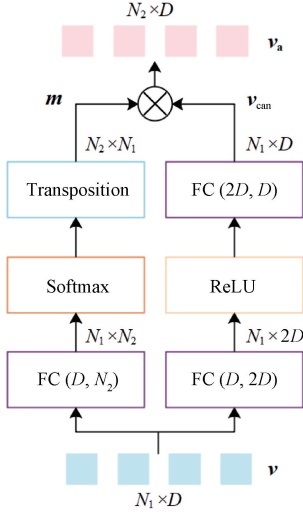 N₂ × D
vₐ
m
v_can
N₂ × N₁
N₁ × D
Transposition
FC (2D, D)
Softmax
ReLU
N₁ × N₂
N₁ × 2D
FC (D, N₂)
FC (D, 2D)
v
N₁ × D